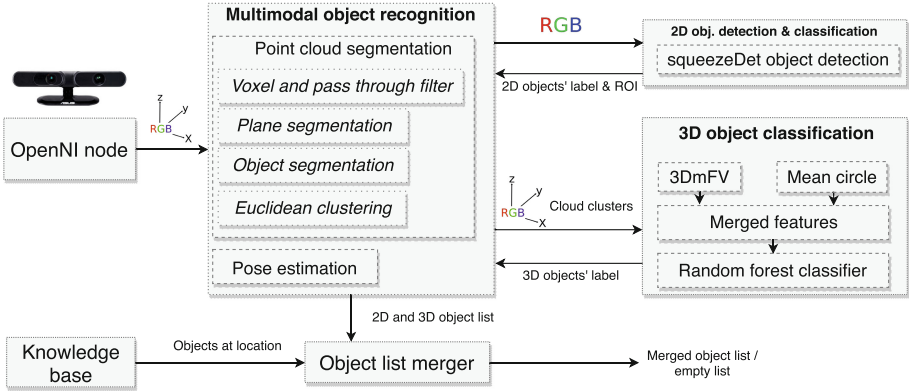 Multimodal object recognition
Point cloud segmentation
Voxel and pass through filter
Plane segmentation
Object segmentation
Euclidean clustering
Pose estimation
OpenNI node
z
y
RGB
x
RGB
2D objects' label & ROI
2D obj. detection & classification
squeezeDet object detection
z
y
RGB
x
Cloud clusters
3D objects' label
3D object classification
3DmFV
Mean circle
Merged features
Random forest classifier
2D and 3D object list
Knowledge
base
Objects at location
Object list merger
Merged object list /
empty list